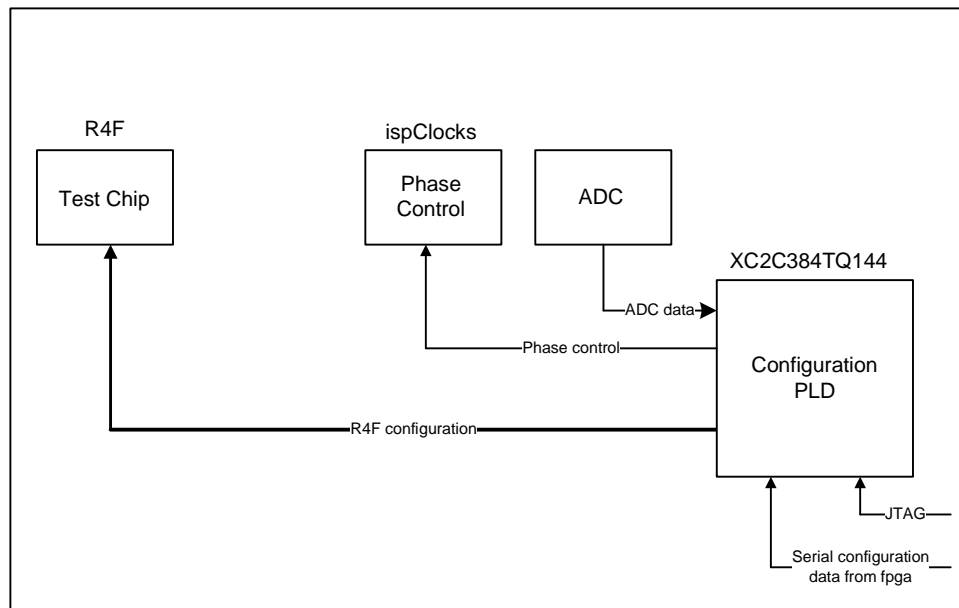 R4F
ispClocks
Test Chip
Phase
Control
ADC
XC2C384TQ144
ADC data
Phase control
Configuration
PLD
R4F configuration
JTAG
Serial configuration
data from fpga